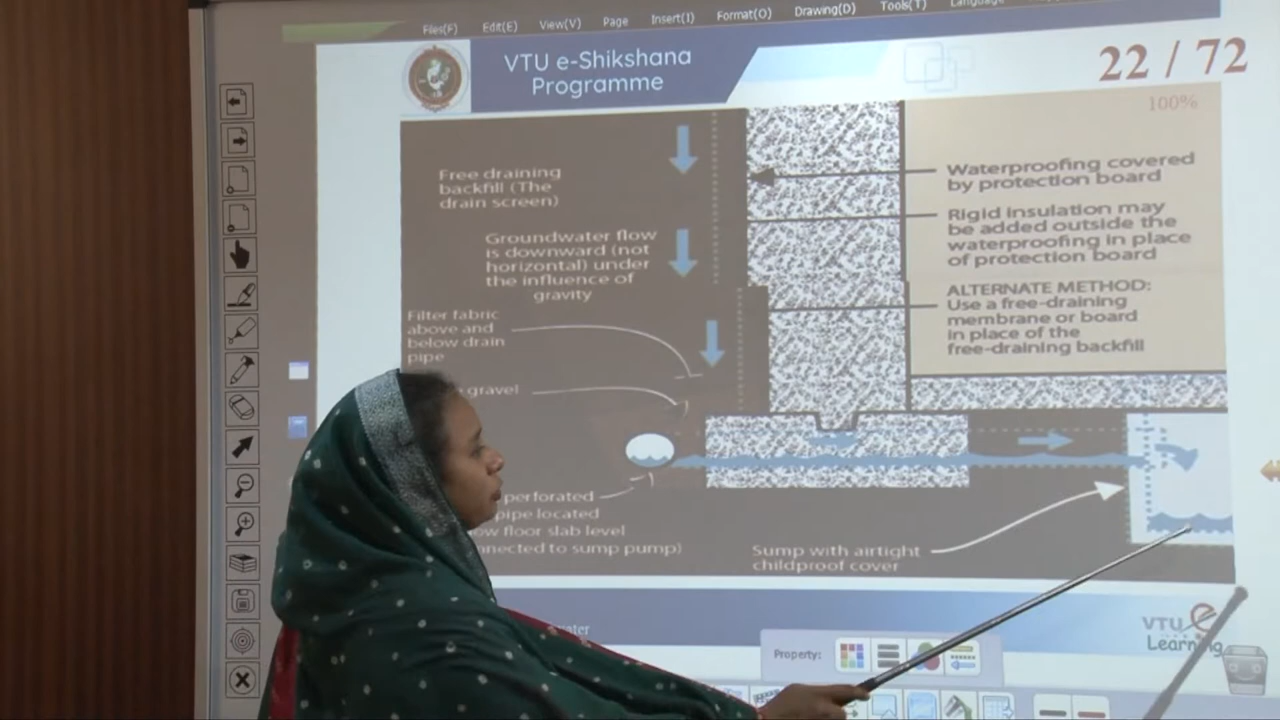 Files(F) Edit(E) View(V) Page Insert(I) Format(O) Drawing(D) Tools(T) Language
VTU e-Shikshana
Programme
22 / 72
100%
Free draining
backfill (The
drain screen)
Groundwater flow
is downward (not
horizontal) under
the influence of
gravity
Filter fabric
above and
below drain
pipe
gravel
perforated
pipe located
floor slab level
to sump pump)
Waterproofing covered
by protection board
Rigid insulation may
be added outside the
waterproofing in place
of protection board
ALTERNATE METHOD:
Use a free-draining
membrane or board
in place of the
free-draining backfill
Sump with airtight
childproof cover
VTU e
Learning
Property: